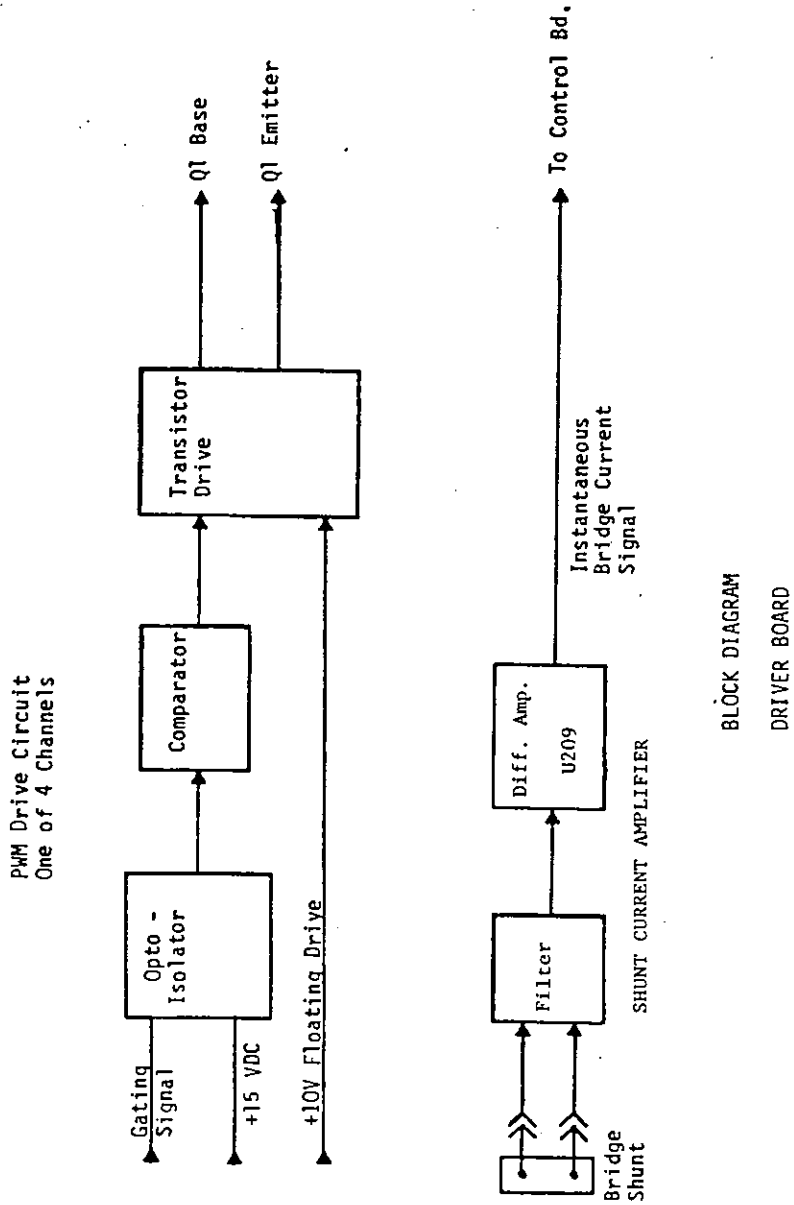 PWM Drive Circuit
One of 4 Channels
Gating
Signal
+15 VDC
+10V Floating Drive
Opto -
Isolator
Comparator
Transistor
Drive
Q1 Base
Q1 Emitter
Bridge
Shunt
Filter
Diff. Amp.
U209
SHUNT CURRENT AMPLIFIER
Instantaneous
Bridge Current
Signal
To Control Bd.
BLOCK DIAGRAM
DRIVER BOARD